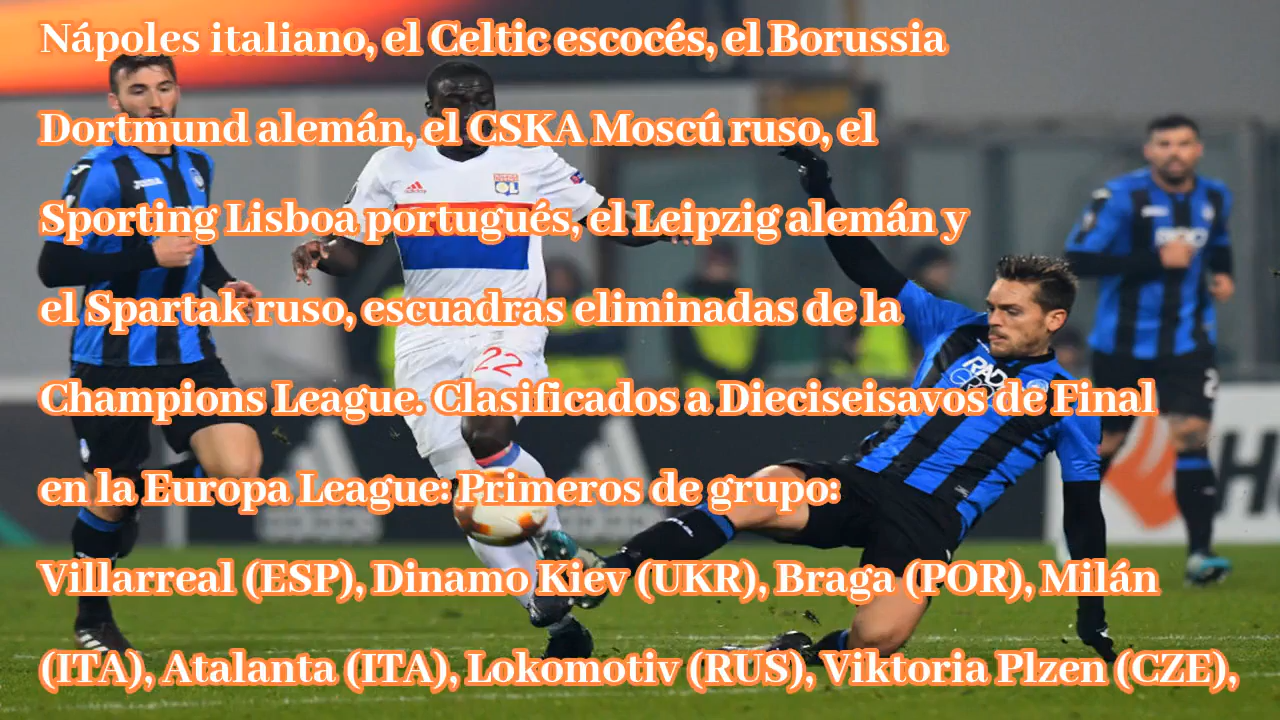 Nápoles italiano, el Celtic escocés, el Borussia
Dortmund alemán, el CSKA Moscú ruso, el
Sporting Lisboa portugués, el Leipzig alemán y
el Spartak ruso, escuadras eliminadas de la
Champions League. Clasificados a Dieciseisavos de Final
en la Europa League: Primeros de grupo:
Villarreal (ESP), Dinamo Kiev (UKR), Braga (POR), Milán
(ITA), Atalanta (ITA), Lokomotiv (RUS), Viktoria Plzen (CZE),
22